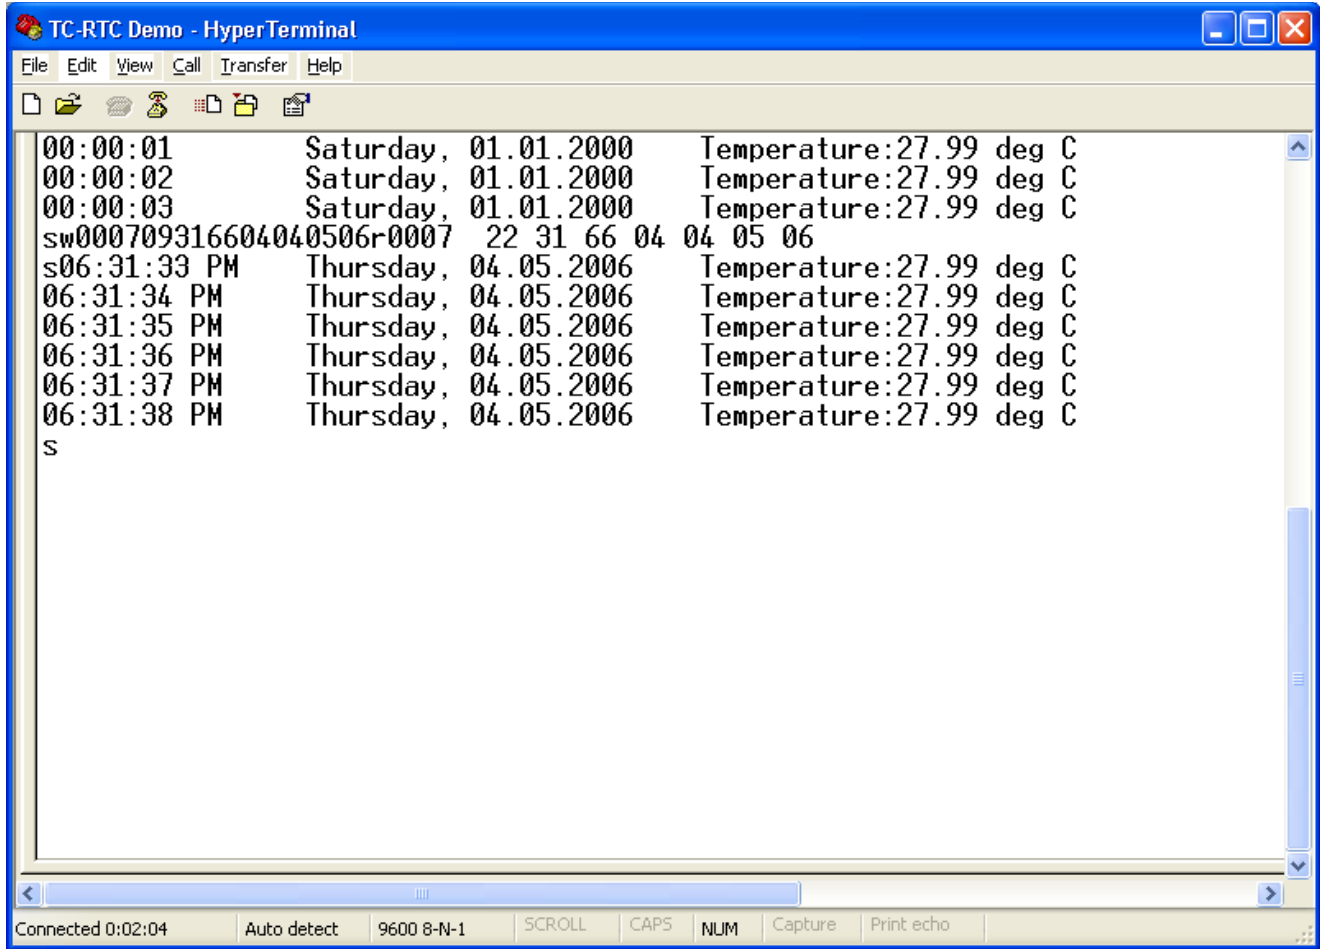 TC-RTC Demo - HyperTerminal
File Edit View Call Transfer Help
00:00:01 Saturday, 01.01.2000 Temperature:27.99 deg C
00:00:02 Saturday, 01.01.2000 Temperature:27.99 deg C
00:00:03 Saturday, 01.01.2000 Temperature:27.99 deg C
sw000709316604040506r0007 22 31 66 04 04 05 06
s06:31:33 PM Thursday, 04.05.2006 Temperature:27.99 deg C
06:31:34 PM Thursday, 04.05.2006 Temperature:27.99 deg C
06:31:35 PM Thursday, 04.05.2006 Temperature:27.99 deg C
06:31:36 PM Thursday, 04.05.2006 Temperature:27.99 deg C
06:31:37 PM Thursday, 04.05.2006 Temperature:27.99 deg C
06:31:38 PM Thursday, 04.05.2006 Temperature:27.99 deg C
s
Connected 0:02:04 Auto detect 9600 8-N-1 SCROLL CAPS NUM Capture Print echo